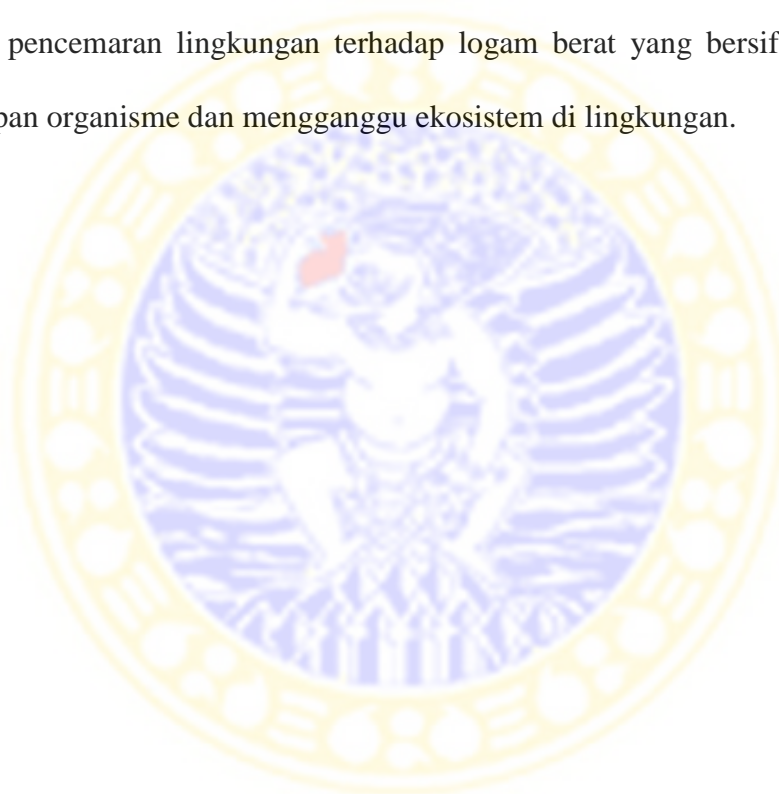 pencemaran lingkungan terhadap logam berat yang bersif
pan organisme dan mengganggu ekosistem di lingkungan.